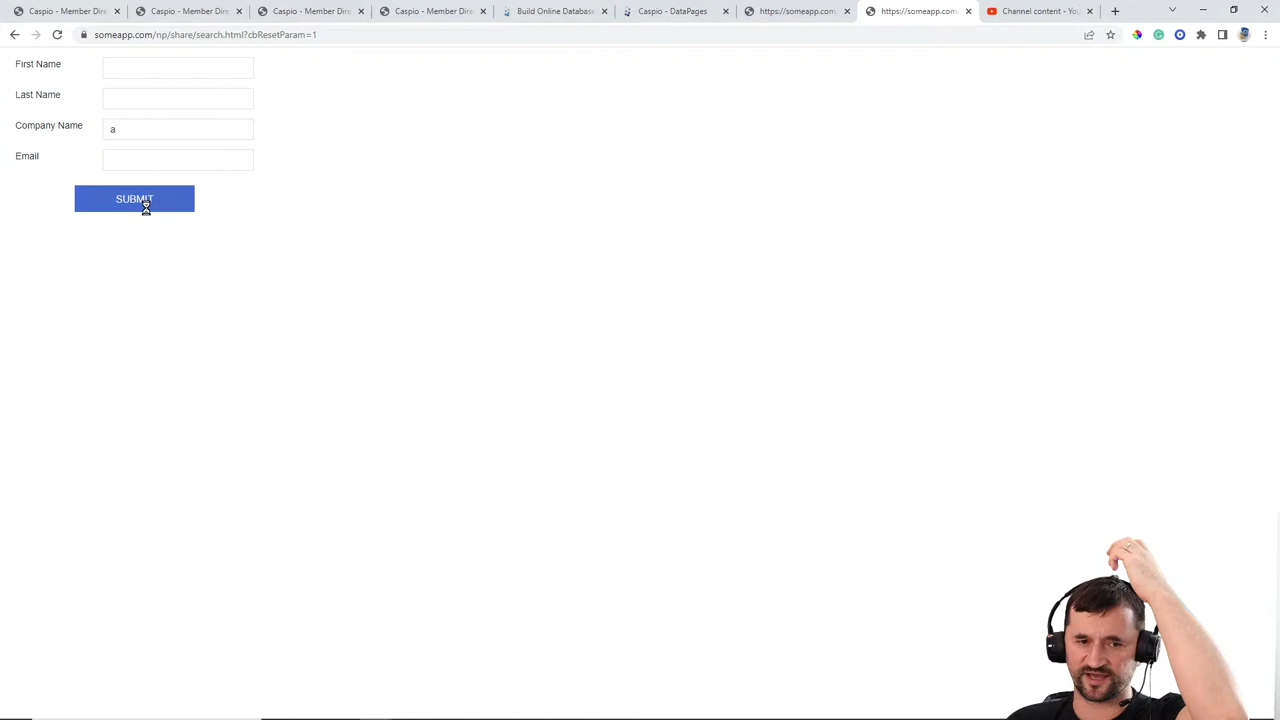 Caspio - Member Dire
Caspio - Member Dire
Caspio - Member Dire
Caspio - Member Dire
Build Online Database
Caspio - DataPages
https://someapp.com
https://someapp.com
Channel content - Yo
someapp.com/np/share/search.html?cbResetParam=1
First Name
Last Name
Company Name
a
Email
SUBMIT